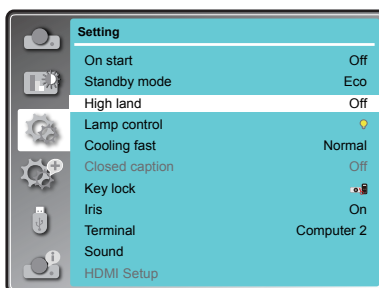 Setting
On start Off
Standby mode Eco
High land Off
Lamp control
Cooling fast Normal
Closed caption Off
Key lock
Iris On
Terminal Computer 2
Sound
HDMI Setup